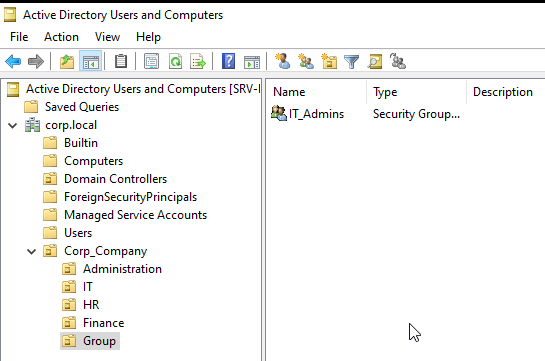 Active Directory Users and Computers
File Action View Help
Active Directory Users and Computers [SRV-
Saved Queries
corp.local
Builtin
Computers
Domain Controllers
ForeignSecurityPrincipals
Managed Service Accounts
Users
Corp_Company
Administration
IT
HR
Finance
Group
Name Type Description
IT_Admins Security Group...